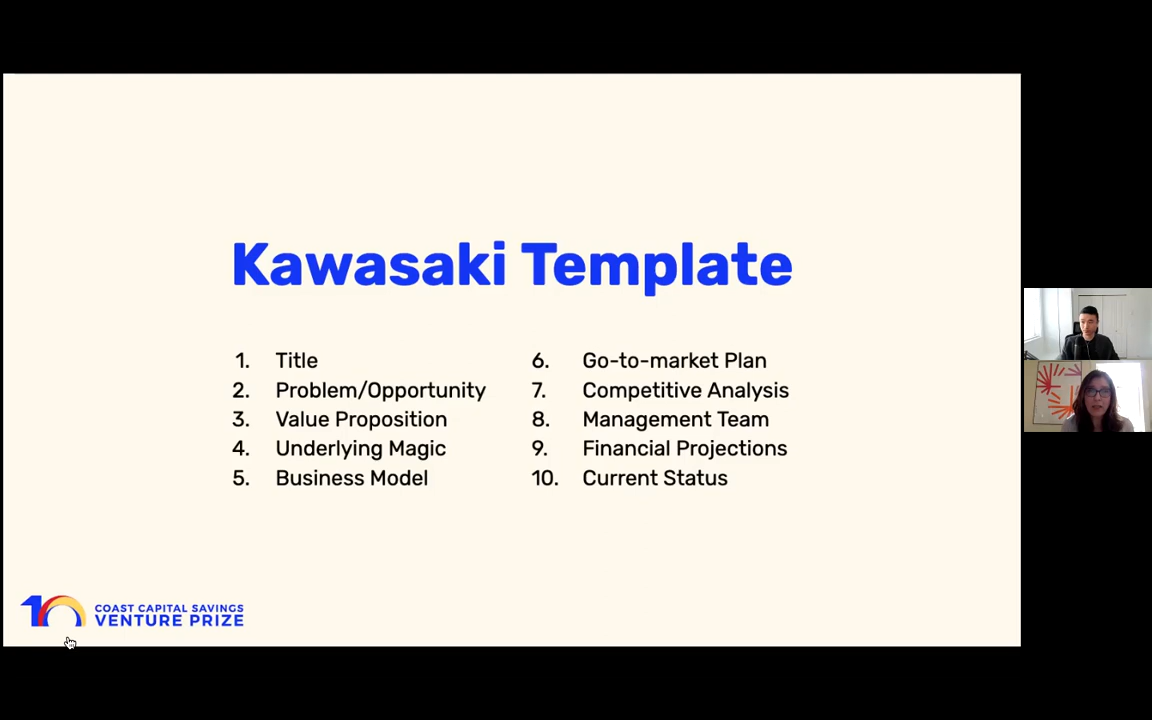 Kawasaki Template
1. Title
2. Problem/Opportunity
3. Value Proposition
4. Underlying Magic
5. Business Model
6. Go-to-market Plan
7. Competitive Analysis
8. Management Team
9. Financial Projections
10. Current Status
10 COAST CAPITAL SAVINGS
VENTURE PRIZE